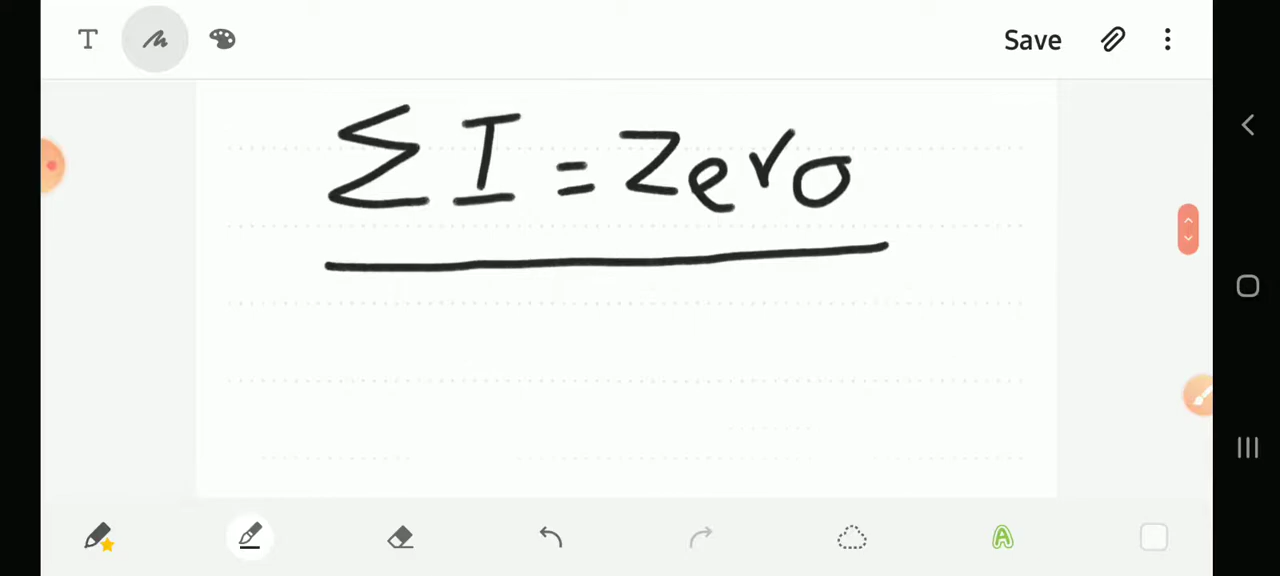 T Save
Σ I = Zero
A